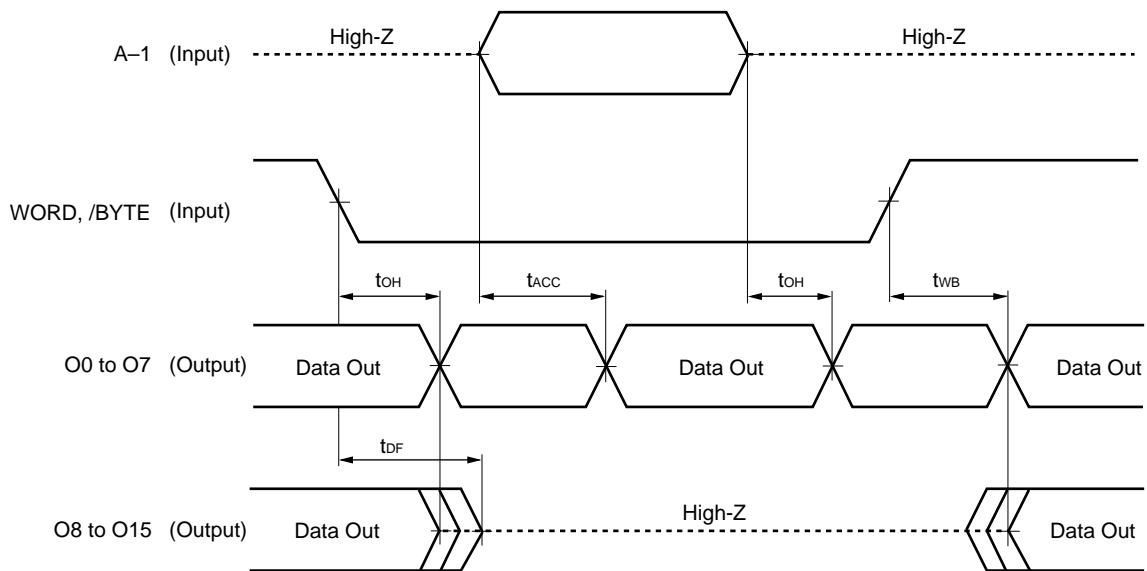 High-Z High-Z
A–1 (Input)
WORD, /BYTE (Input)
tOH tACC tOH tWB
O0 to O7 (Output) Data Out Data Out Data Out
tDF
High-Z
O8 to O15 (Output) Data Out Data Out